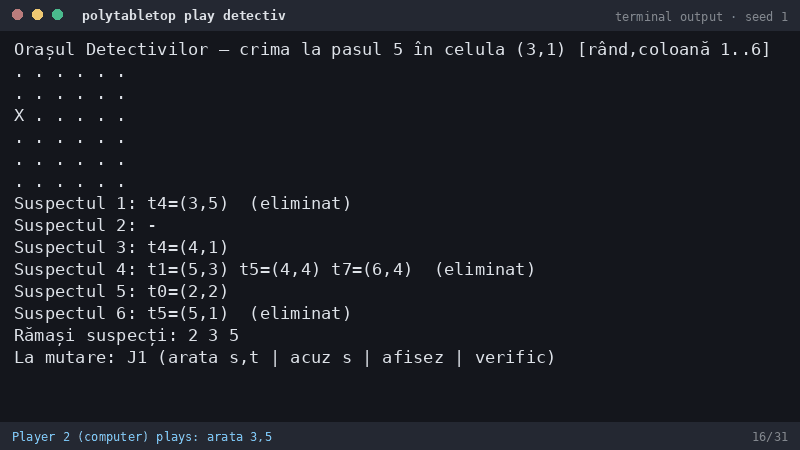 polytabletop play detectiv
terminal output · seed 1
Orașul Detectivilor — crima la pasul 5 în celula (3,1) [rând,coloană 1..6]
. . . . . .
. . . . . .
X . . . . .
. . . . . .
. . . . . .
. . . . . .
Suspectul 1: t4=(3,5)  (eliminat)
Suspectul 2: -
Suspectul 3: t4=(4,1)
Suspectul 4: t1=(5,3) t5=(4,4) t7=(6,4)  (eliminat)
Suspectul 5: t0=(2,2)
Suspectul 6: t5=(5,1)  (eliminat)
Rămași suspecți: 2 3 5
La mutare: J1 (arata s,t | acuz s | afisez | verific)
Player 2 (computer) plays: arata 3,5
16/31